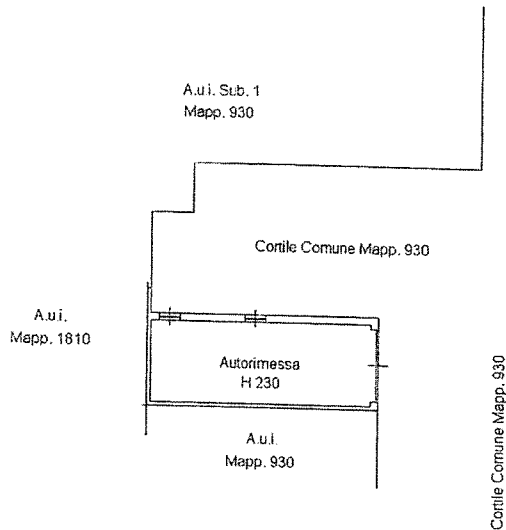 A.u.i. Sub. 1
Mapp. 930
Cortile Comune Mapp. 930
A.u.i.
Mapp. 1810
Autorimessa
H 230
A.u.i.
Mapp. 930
Cortile Comune Mapp. 930